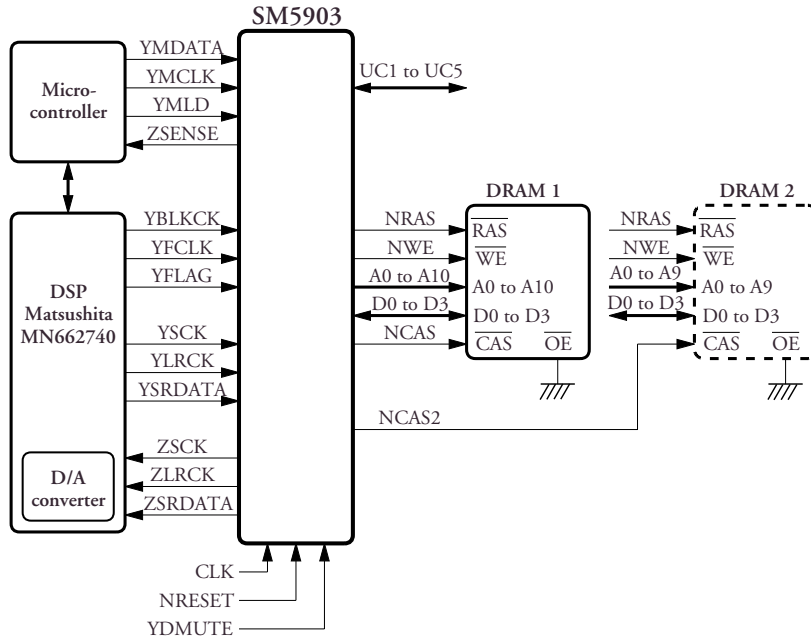 SM5903
Micro-
controller
YMDATA
YMCLK
YMLD
ZSENSE
UC1 to UC5
DSP
Matsushita
MN662740
YBLKCK
YFCLK
YFLAG
YSCK
YLRCK
YSRDATA
ZSCK
ZLRCK
ZSRDATA
D/A
converter
CLK
NRESET
YDMUTE
NRAS
NWE
A0 to A10
D0 to D3
NCAS
NCAS2
DRAM 1
RAS
WE
A0 to A10
D0 to D3
CAS OE
NRAS
NWE
A0 to A9
D0 to D3
DRAM 2
RAS
WE
A0 to A9
D0 to D3
CAS OE